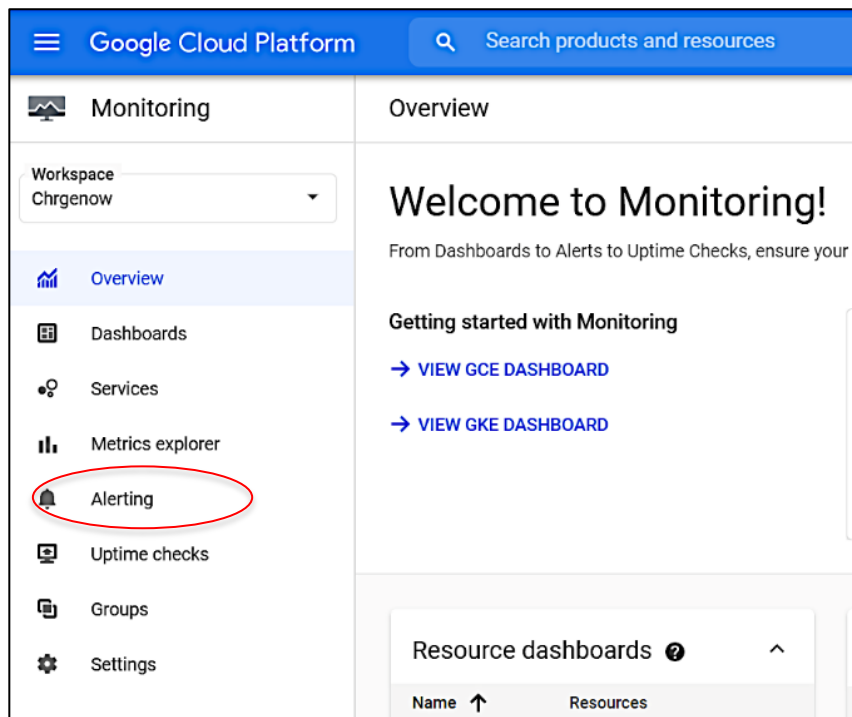 Google Cloud Platform
Search products and resources
Monitoring
Overview
Workspace
Chrgenow
Welcome to Monitoring!
From Dashboards to Alerts to Uptime Checks, ensure your
Overview
Dashboards
Services
Metrics explorer
Alerting
Uptime checks
Groups
Settings
Getting started with Monitoring
VIEW GCE DASHBOARD
VIEW GKE DASHBOARD
Resource dashboards
Name
Resources